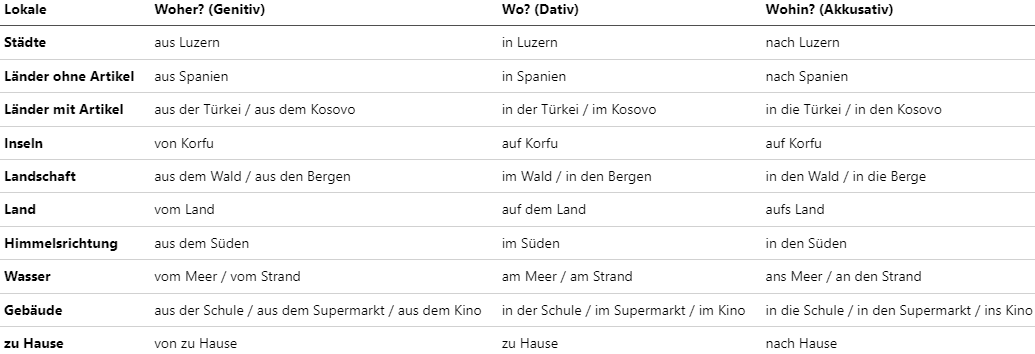 Lokale Woher? (Genitiv) Wo? (Dativ) Wohin? (Akkusativ)
Städte aus Luzern in Luzern nach Luzern
Länder ohne Artikel aus Spanien in Spanien nach Spanien
Länder mit Artikel aus der Türkei / aus dem Kosovo in der Türkei / im Kosovo in die Türkei / in den Kosovo
Inseln von Korfu auf Korfu auf Korfu
Landschaft aus dem Wald / aus den Bergen im Wald / in den Bergen in den Wald / in die Berge
Land vom Land auf dem Land aufs Land
Himmelsrichtung aus dem Süden im Süden in den Süden
Wasser vom Meer / vom Strand am Meer / am Strand ans Meer / an den Strand
Gebäude aus der Schule / aus dem Supermarkt / aus dem Kino in der Schule / im Supermarkt / im Kino in die Schule / in den Supermarkt / ins Kino
zu Hause von zu Hause zu Hause nach Hause